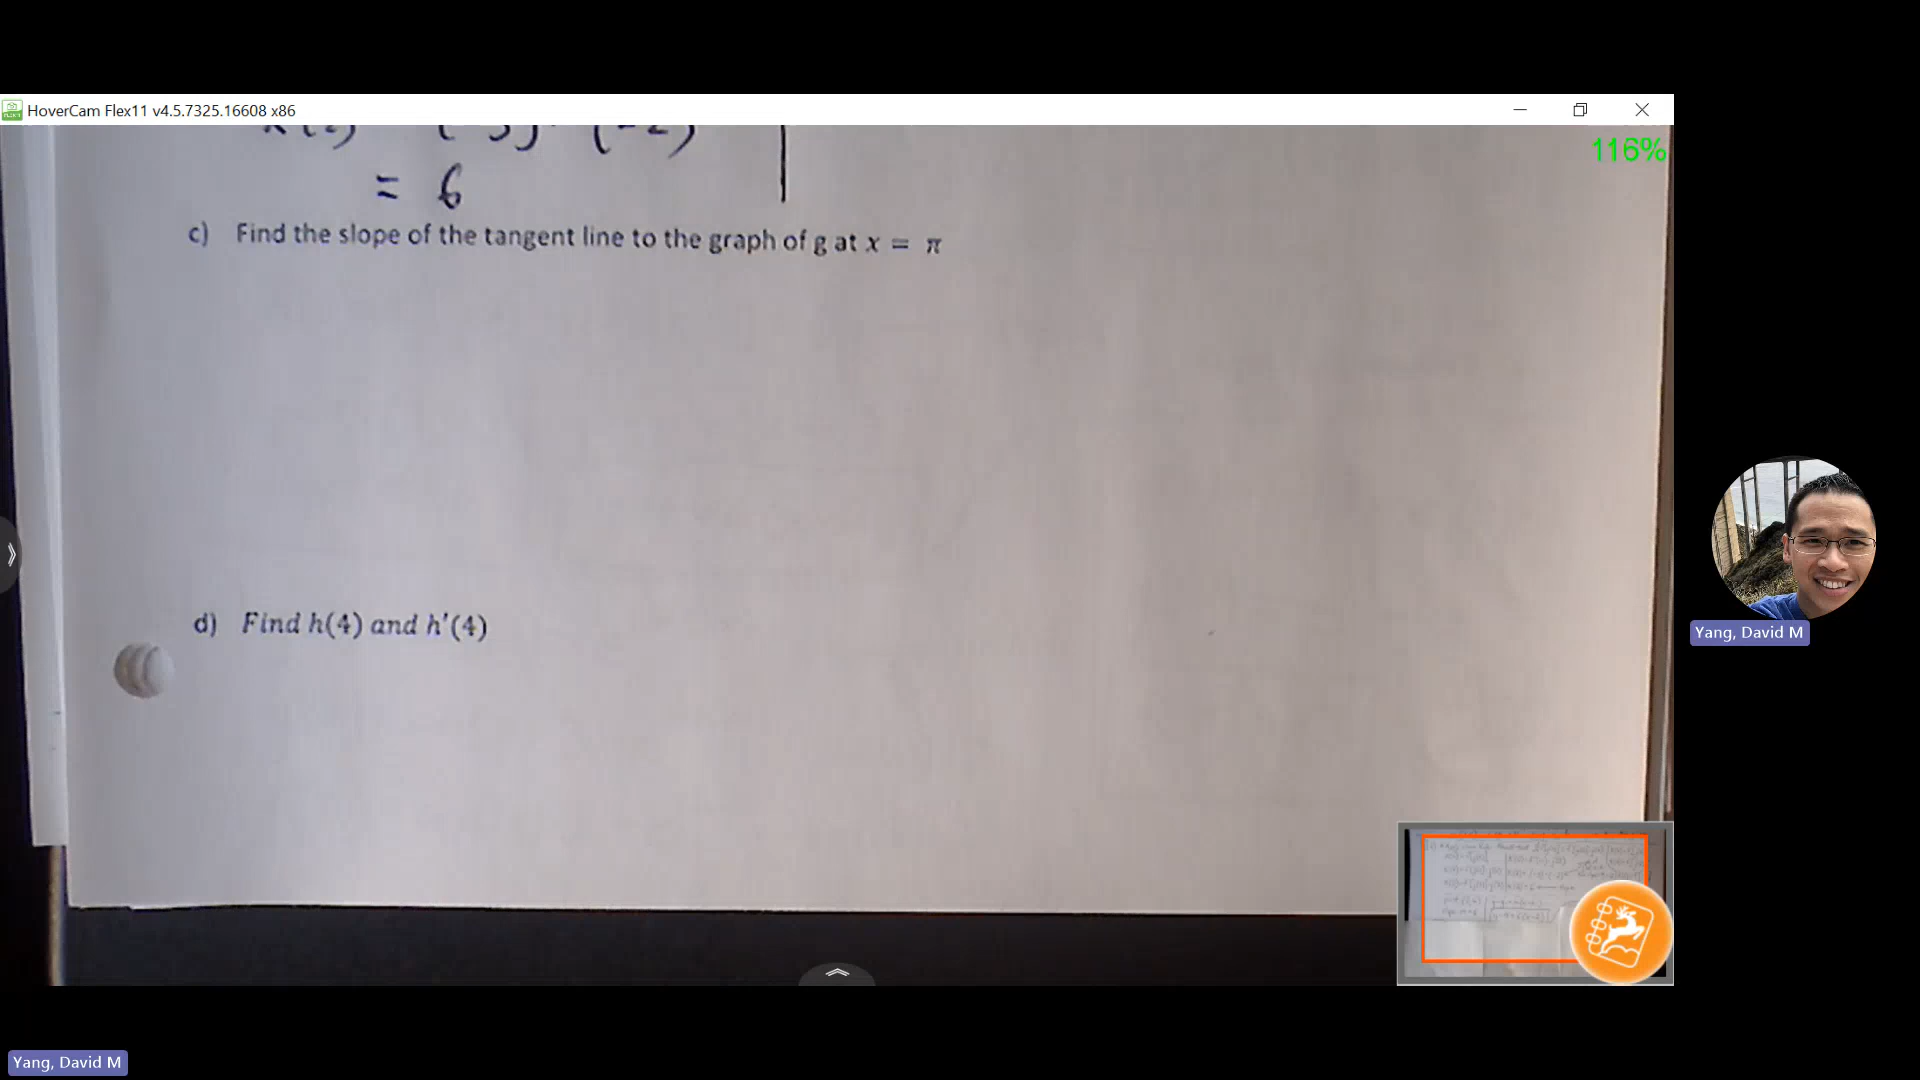 HoverCam Flex11 v4.5.7325.16608 x86
116%
= 6
c) Find the slope of the tangent line to the graph of g at x = π
d) Find h(4) and h'(4)
Yang, David M
Yang, David M